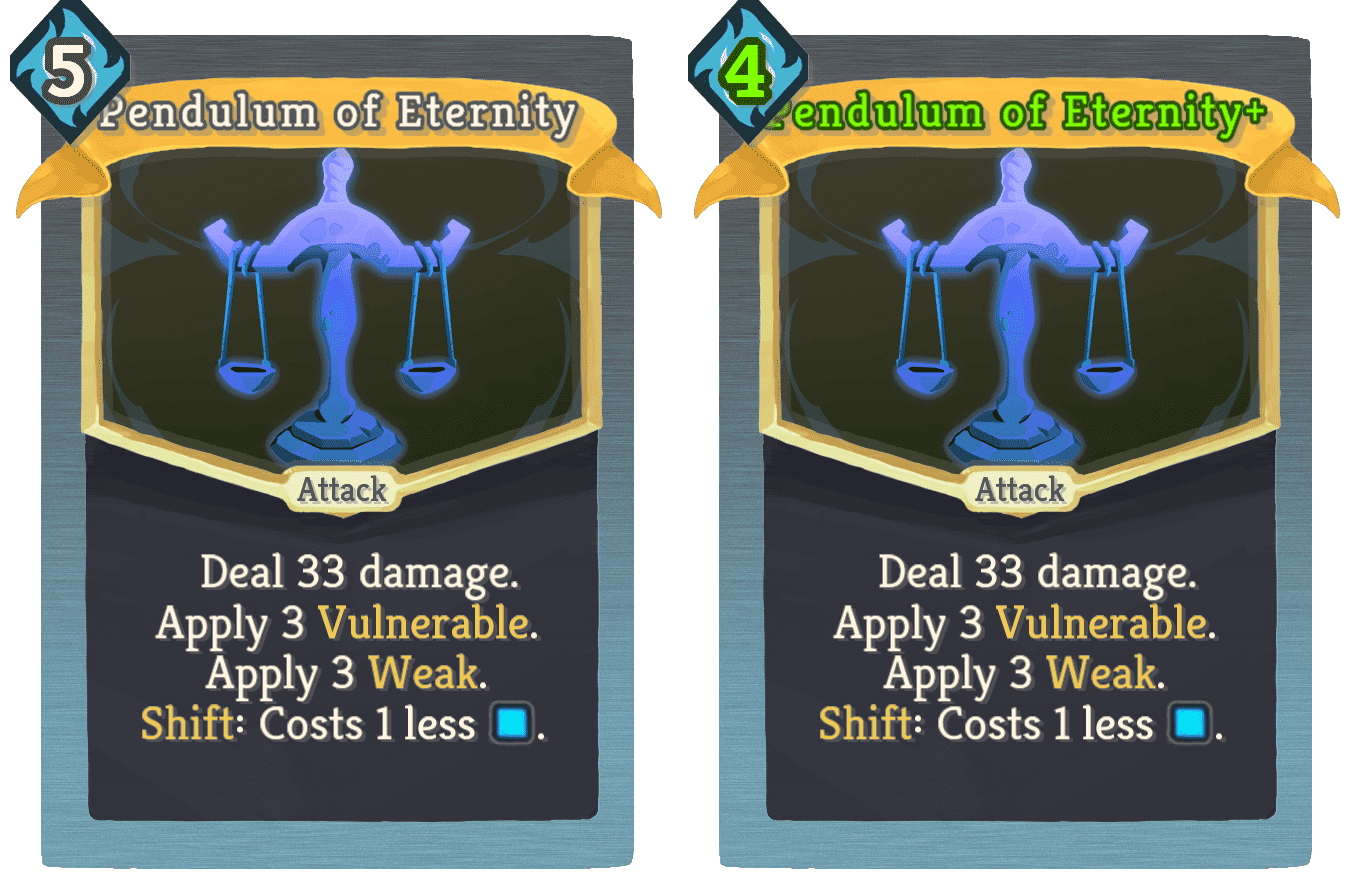 5
Pendulum of Eternity
Attack
Deal 33 damage.
Apply 3 Vulnerable.
Apply 3 Weak.
Shift: Costs 1 less .
4
Pendulum of Eternity+
Attack
Deal 33 damage.
Apply 3 Vulnerable.
Apply 3 Weak.
Shift: Costs 1 less .